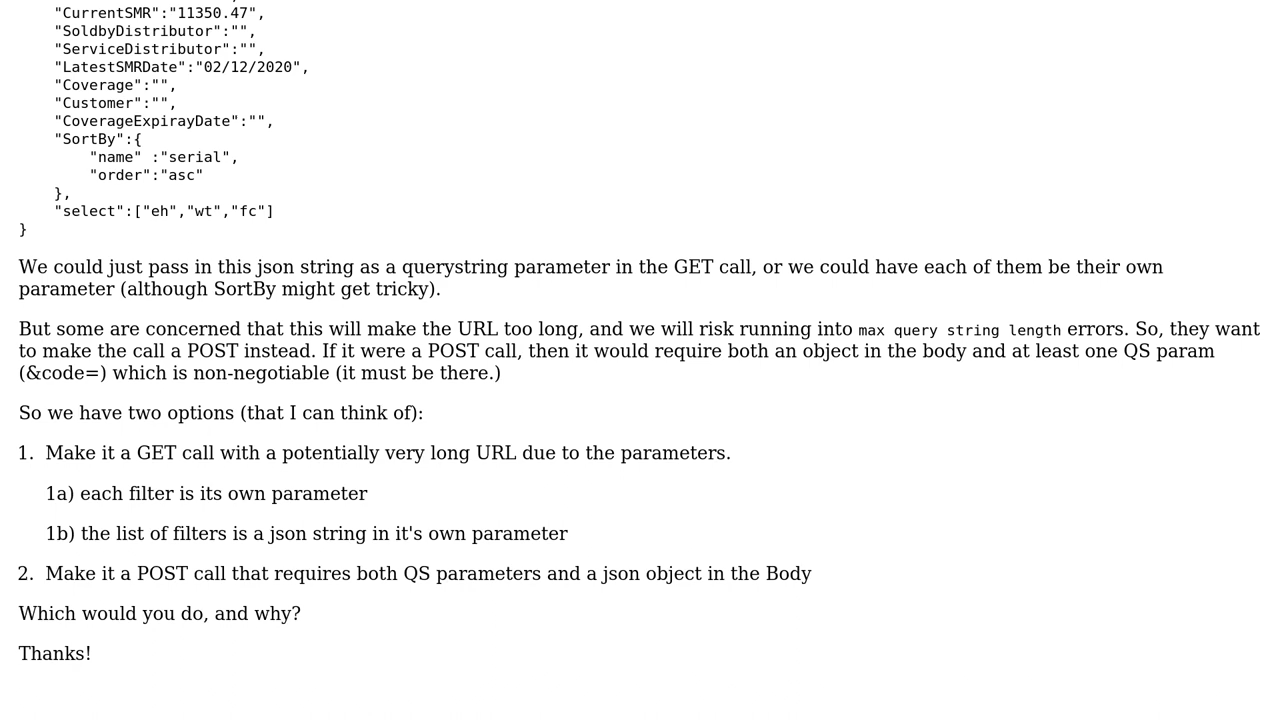 "CurrentSMR":"11350.47",
"SoldbyDistributor":"",
"ServiceDistributor":"",
"LatestSMRDate":"02/12/2020",
"Coverage":"",
"Customer":"",
"CoverageExpirayDate":"",
"SortBy":{
"name" :"serial",
"order":"asc"
},
"select":["eh","wt","fc"]
}
We could just pass in this json string as a querystring parameter in the GET call, or we could have each of them be their own
parameter (although SortBy might get tricky).
But some are concerned that this will make the URL too long, and we will risk running into max query string length errors. So, they want
to make the call a POST instead. If it were a POST call, then it would require both an object in the body and at least one QS param
(&code=) which is non-negotiable (it must be there.)
So we have two options (that I can think of):
1. Make it a GET call with a potentially very long URL due to the parameters.
1a) each filter is its own parameter
1b) the list of filters is a json string in it's own parameter
2. Make it a POST call that requires both QS parameters and a json object in the Body
Which would you do, and why?
Thanks!